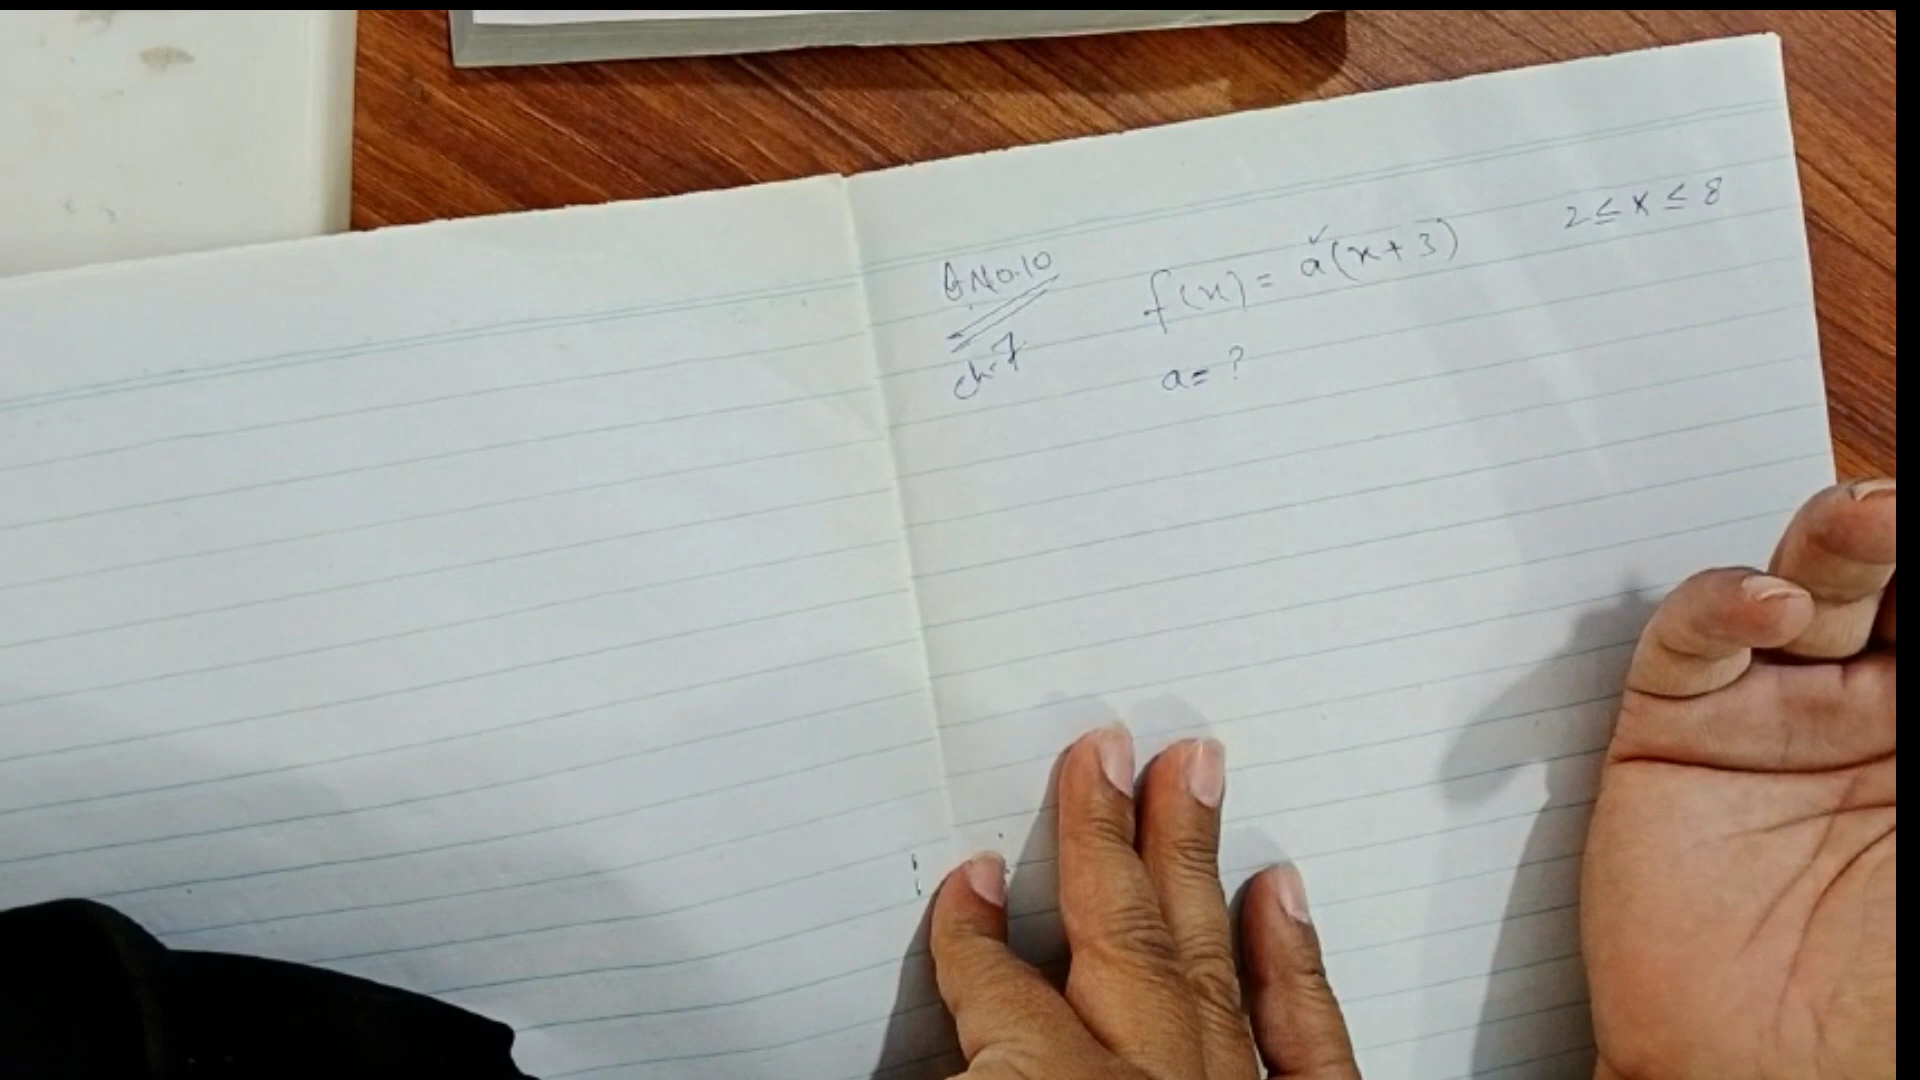 Q No.10 f(x) = a(x+3) 2 ≤ x ≤ 8
ch-7 a = ?